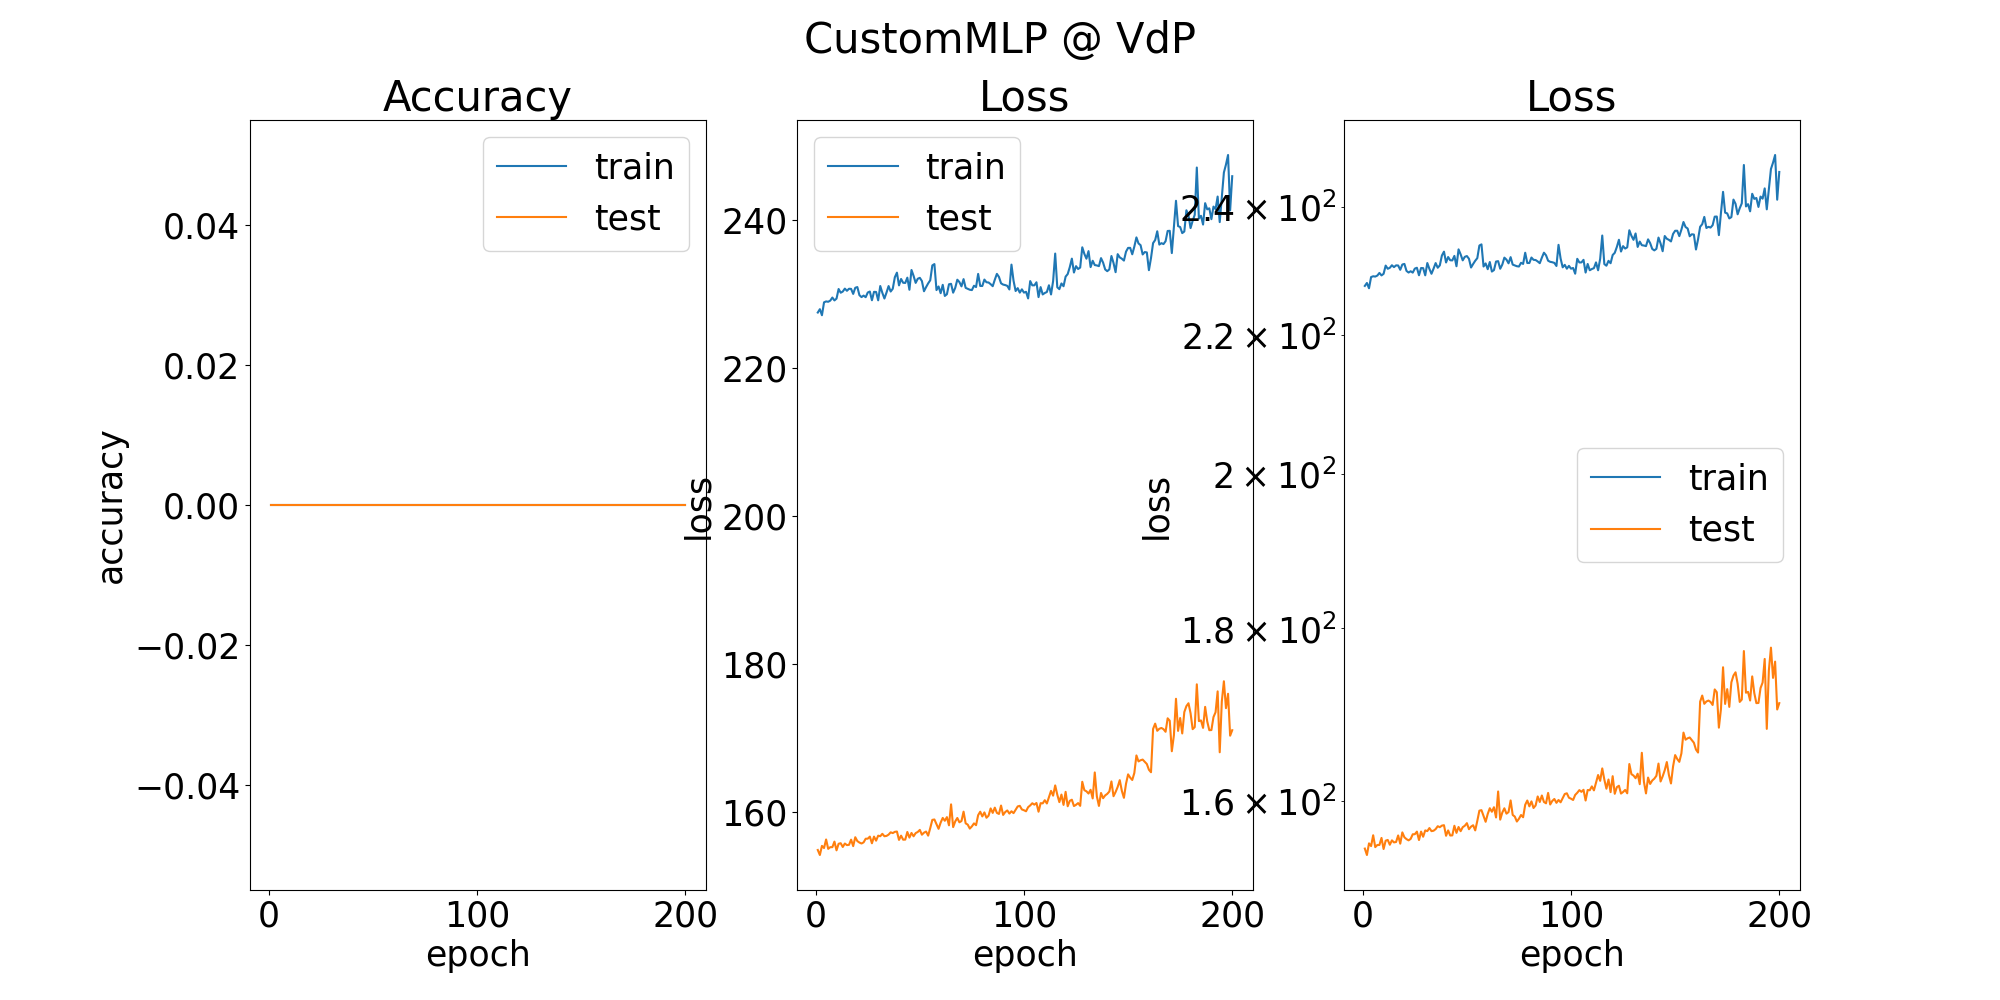 CustomMLP @ VdP
Accuracy
accuracy
0.04
0.02
0.00
−0.02
−0.04
0 100 200
epoch
train
test
Loss
loss
240
220
200
180
160
0 100 200
epoch
train
test
Loss
loss
2.4 × 10²
2.2 × 10²
2 × 10²
1.8 × 10²
1.6 × 10²
0 100 200
epoch
train
test